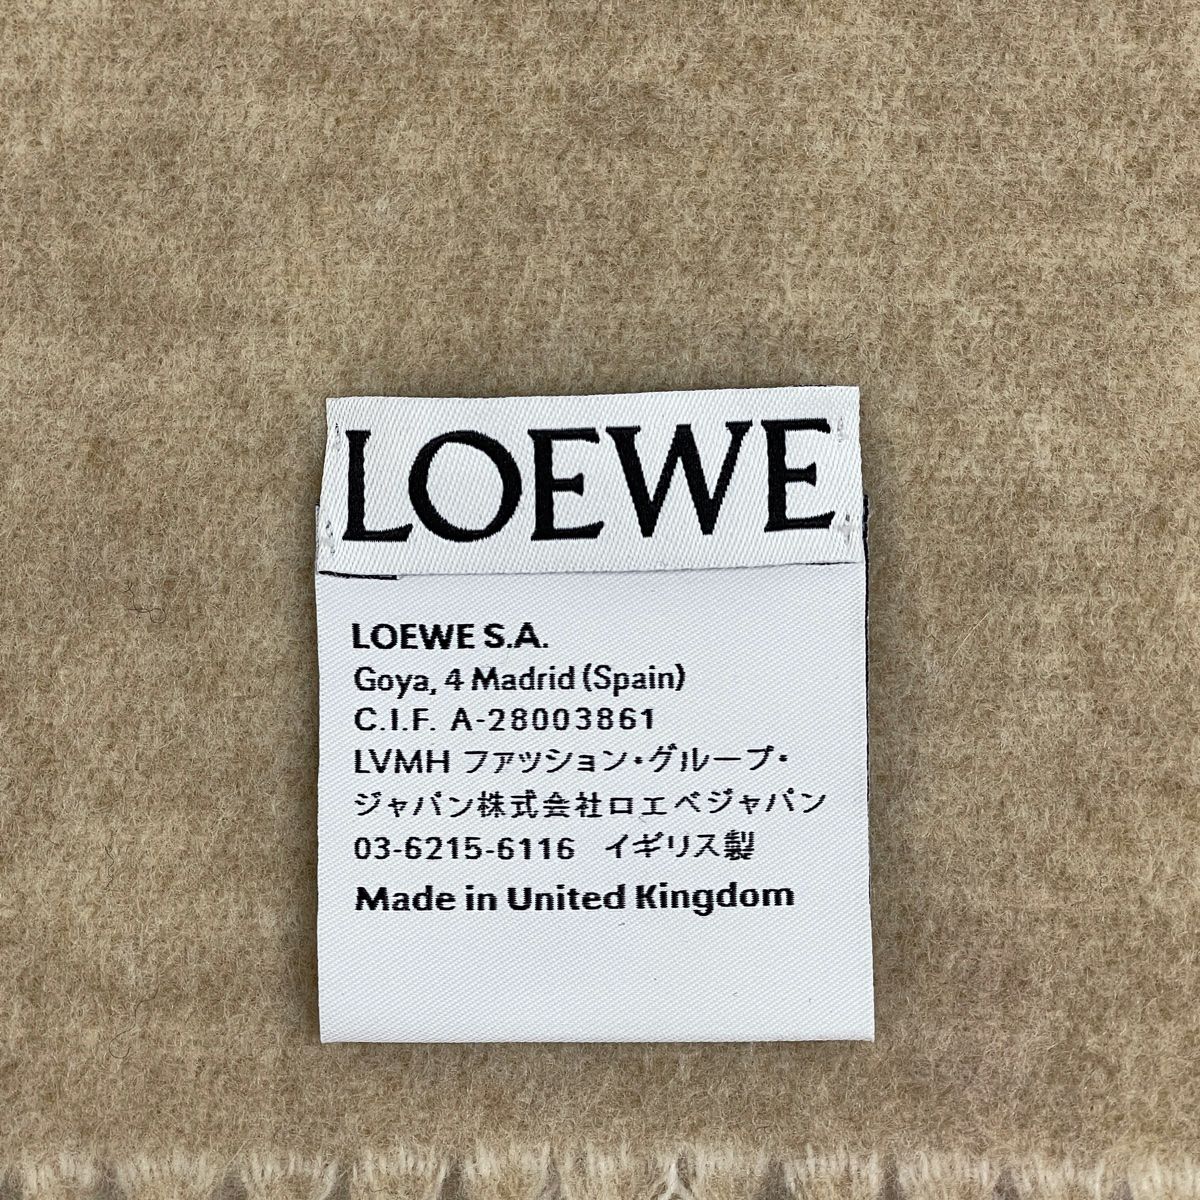 LOEWE
LOEWE S.A.
Goya, 4 Madrid (Spain)
C.I.F. A-28003861
LVMH ファッション・グループ・
ジャパン株式会社ロエベジャパン
03-6215-6116 イギリス製
Made in United Kingdom